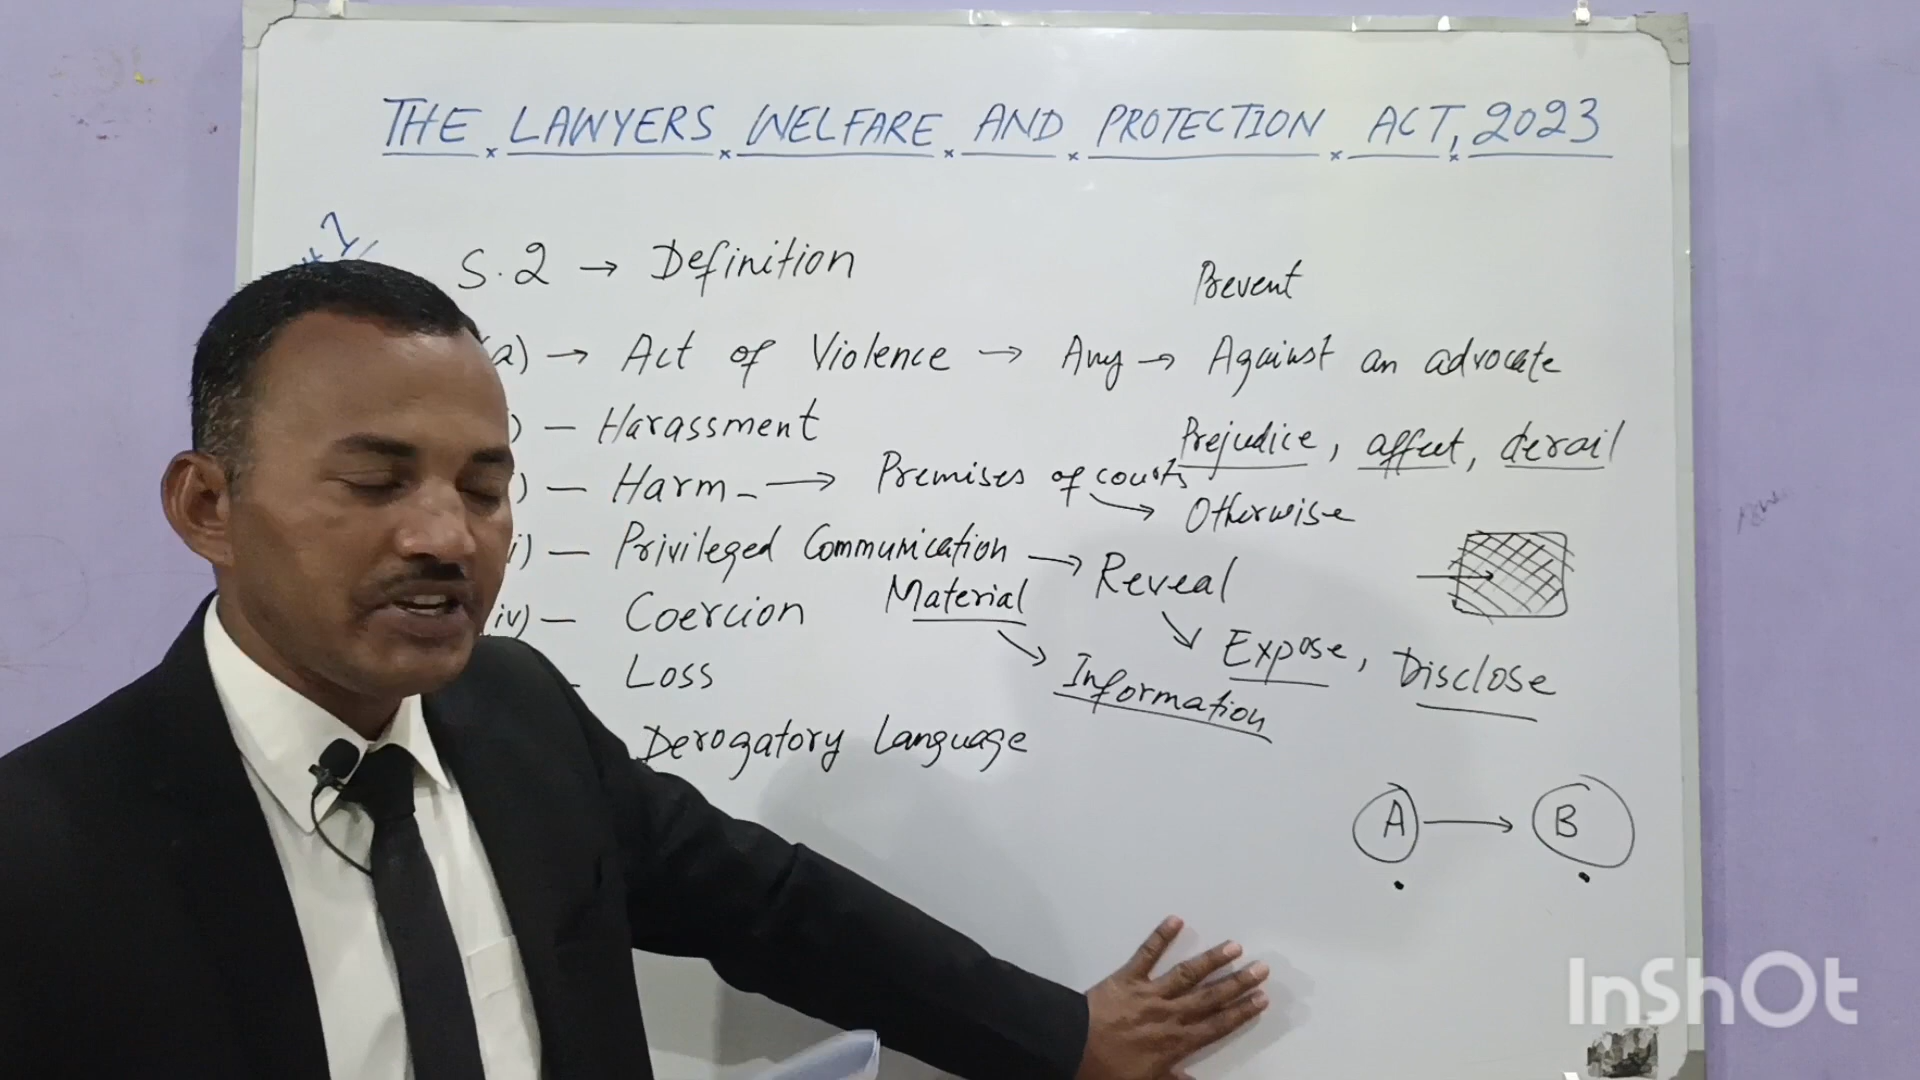 THE LAWYERS WELFARE AND PROTECTION ACT, 2023
S.2 → Definition
Prevent
a) → Act of Violence → Any → Against an advocate
) – Harassment
Prejudice, affect, derail
) – Harm – → Premises of courts
→ Otherwise
i) – Privileged Communication → Reveal
Material
iv) – Coercion
→ Expose, Disclose
– Loss
→ Information
Derogatory Language
A → B
InShOt